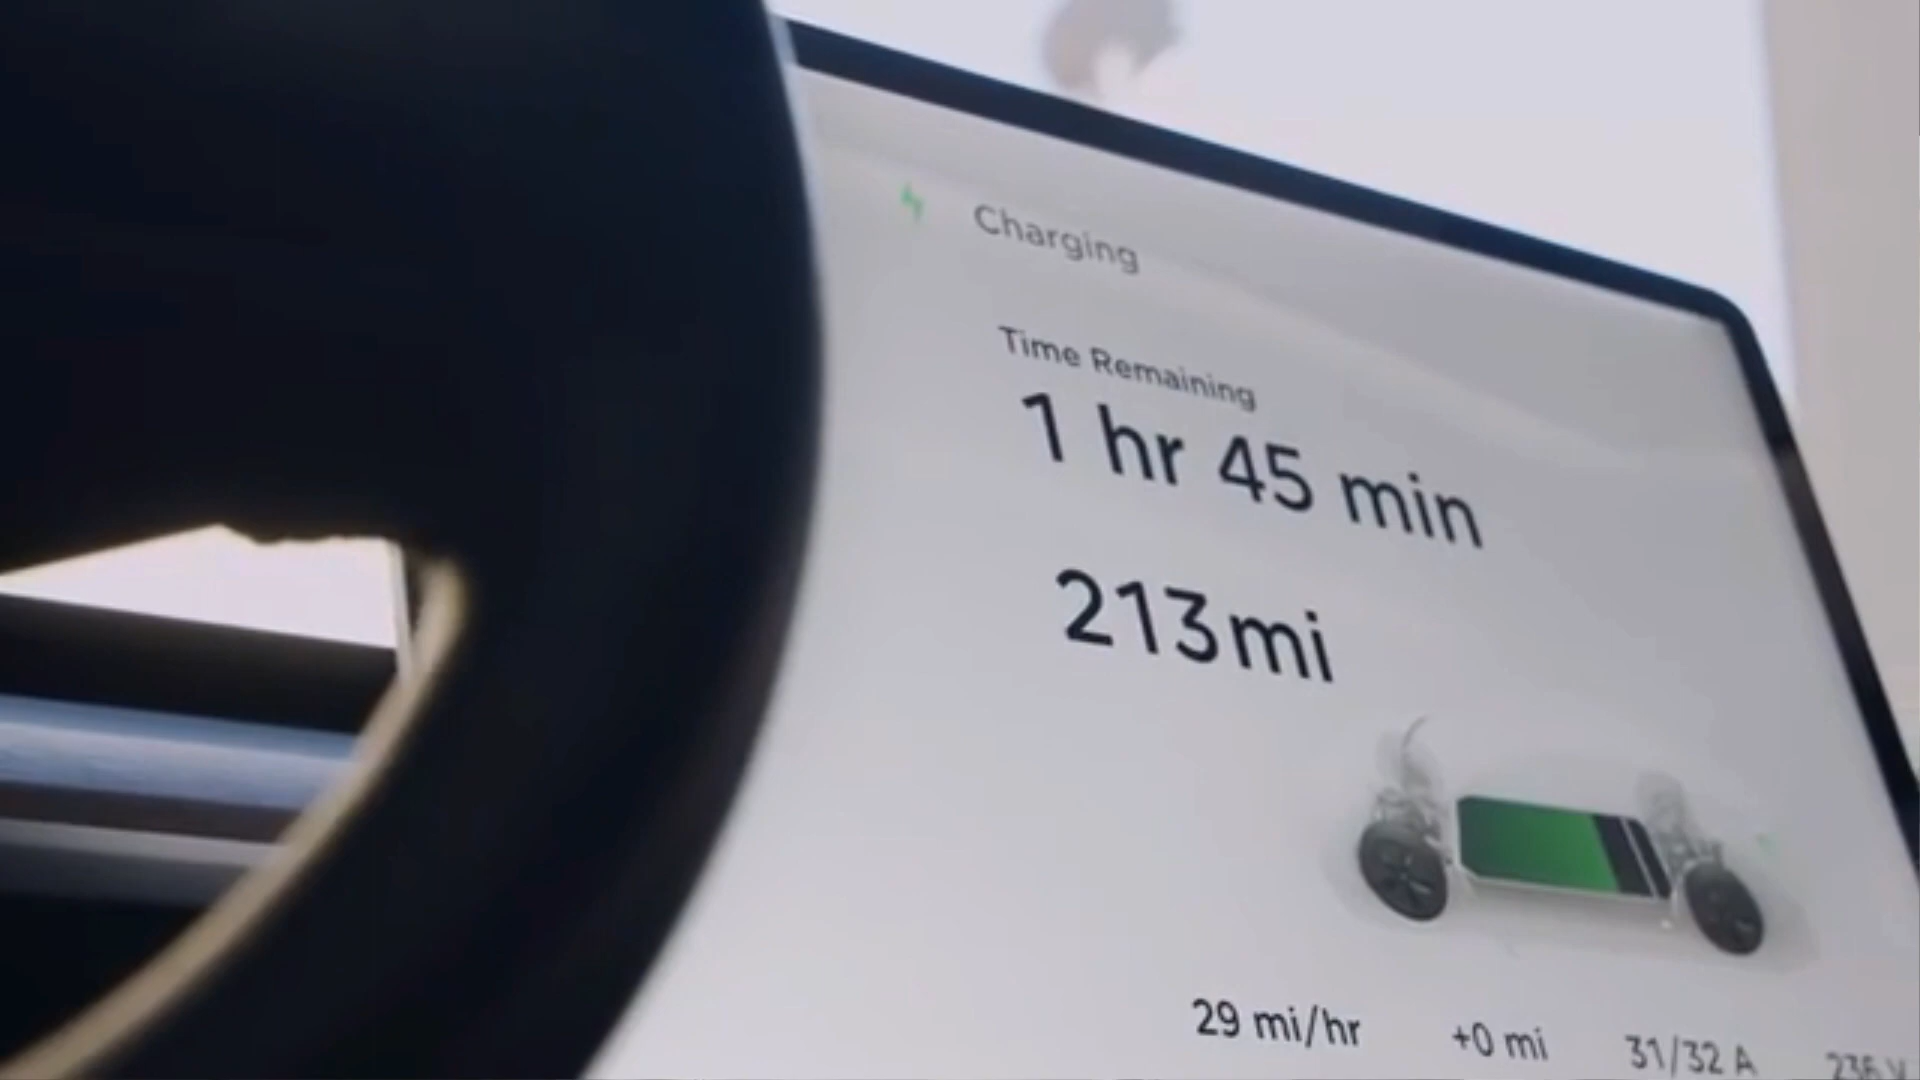 Charging
Time Remaining
1 hr 45 min
213mi
29 mi/hr +0 mi 31/32 A